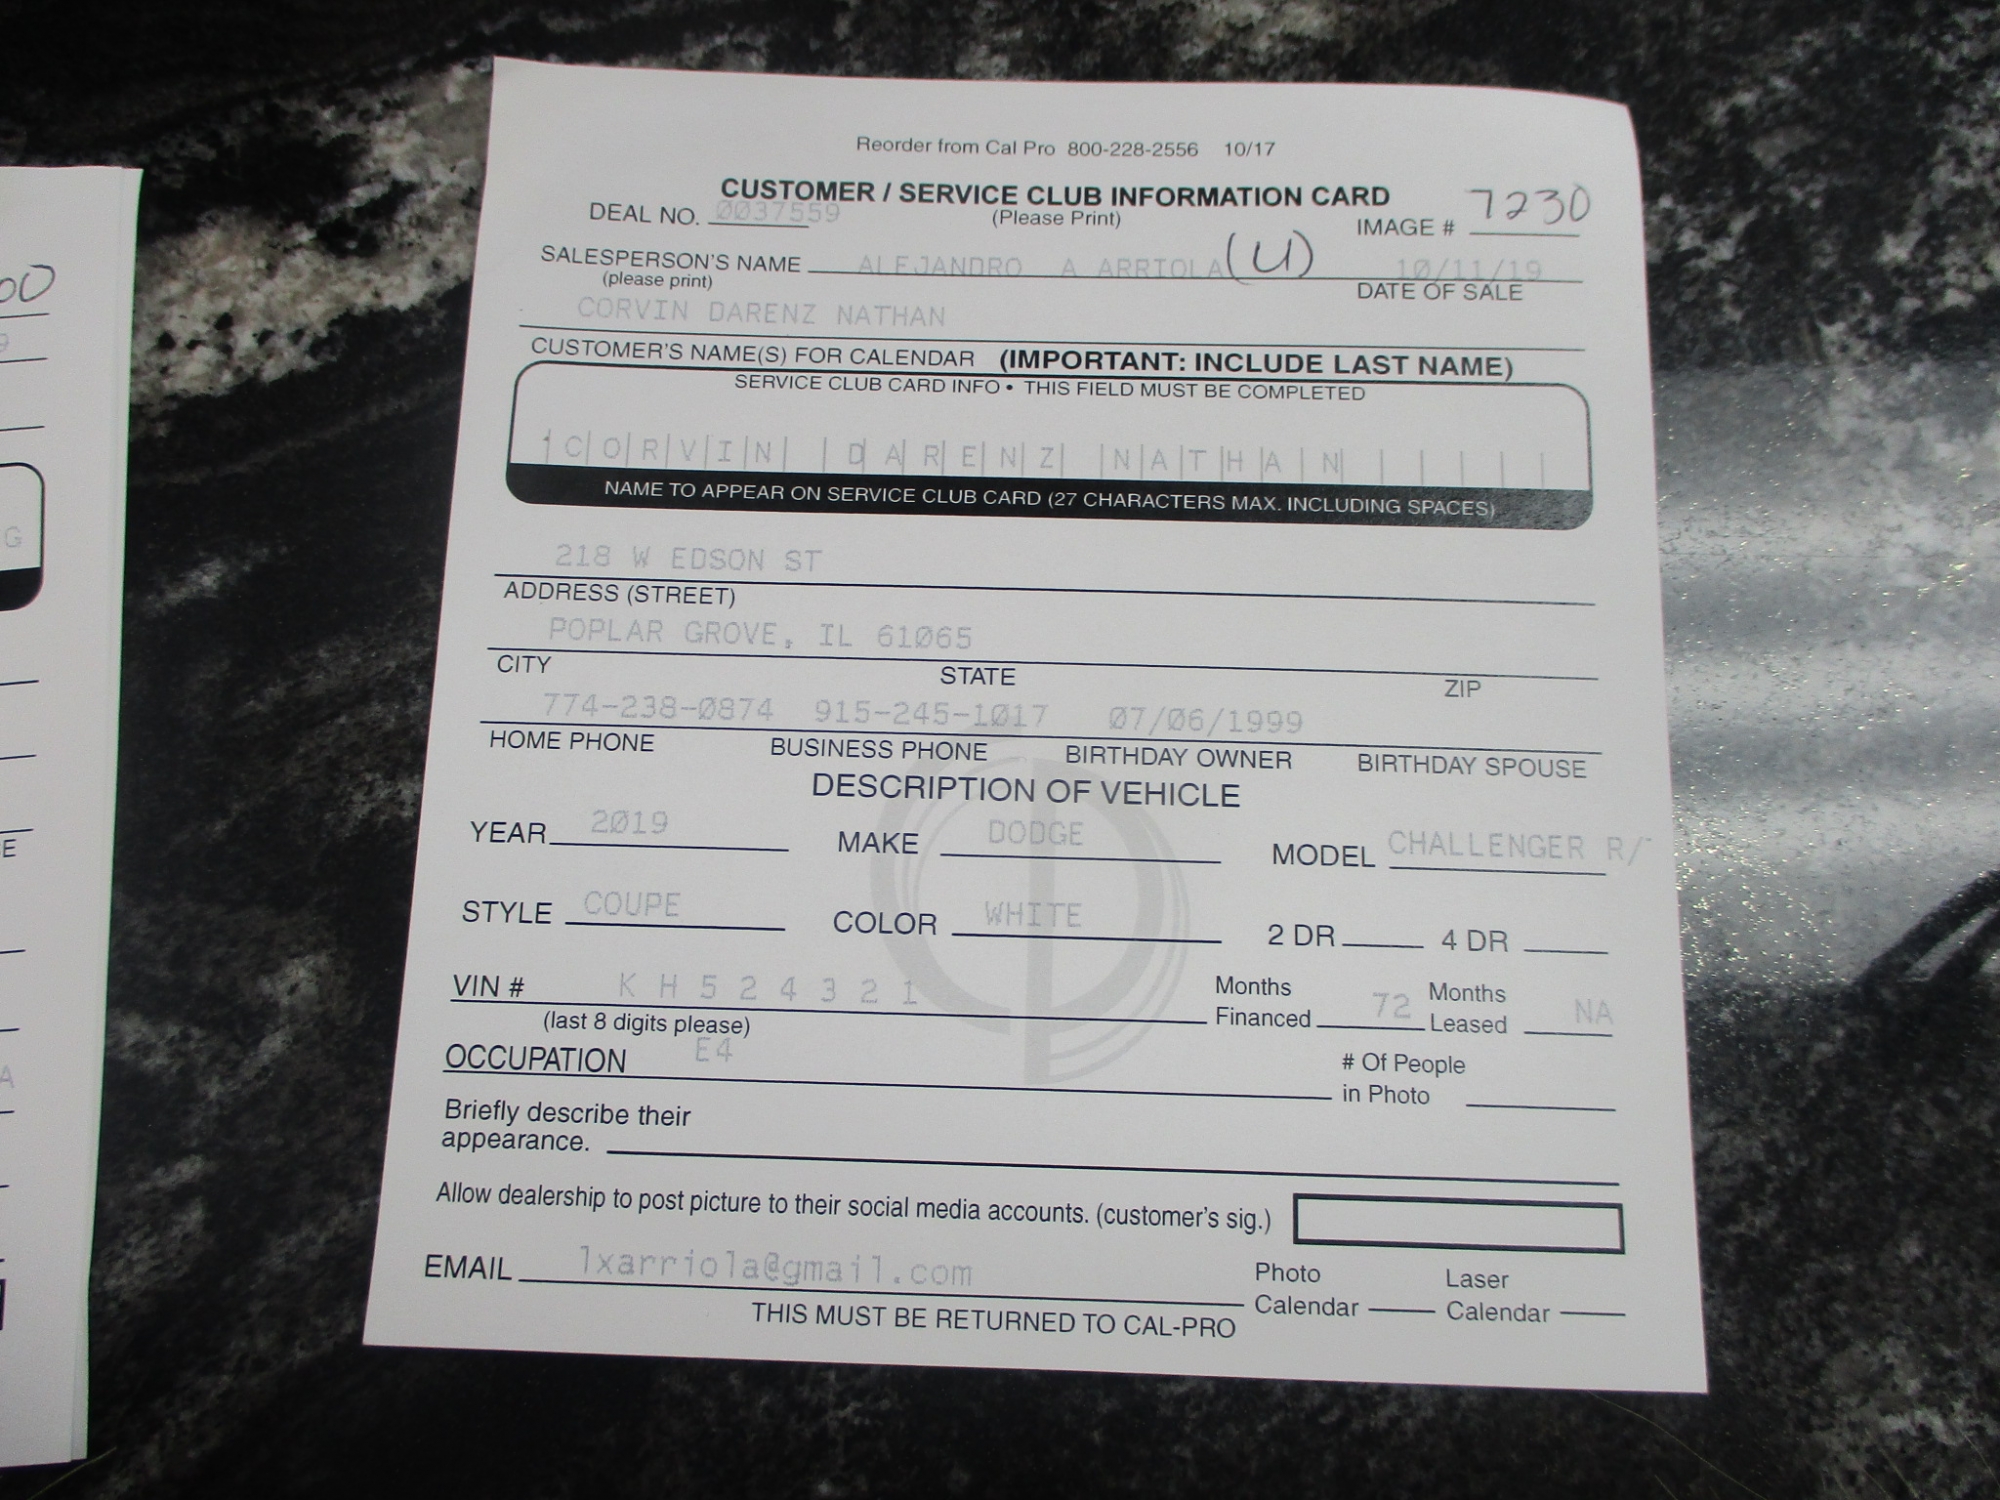 Reorder from Cal Pro 800-228-2556 10/17
CUSTOMER / SERVICE CLUB INFORMATION CARD
DEAL NO. 0037559 (Please Print) IMAGE # 7230
SALESPERSON'S NAME ALEJANDRO A ARRIOLA (U) 10/11/19
(please print) DATE OF SALE
CORVIN DARENZ NATHAN
CUSTOMER'S NAME(S) FOR CALENDAR (IMPORTANT: INCLUDE LAST NAME)
SERVICE CLUB CARD INFO • THIS FIELD MUST BE COMPLETED
CORVIN DARENZ NATHAN
NAME TO APPEAR ON SERVICE CLUB CARD (27 CHARACTERS MAX. INCLUDING SPACES)
218 W EDSON ST
ADDRESS (STREET)
POPLAR GROVE, IL 61065
CITY STATE ZIP
774-238-0874 915-245-1017 07/06/1999
HOME PHONE BUSINESS PHONE BIRTHDAY OWNER BIRTHDAY SPOUSE
DESCRIPTION OF VEHICLE
YEAR 2019 MAKE DODGE MODEL CHALLENGER R/
STYLE COUPE COLOR WHITE 2 DR 4 DR
VIN # KH524321 Months Financed 72 Months Leased NA
(last 8 digits please)
OCCUPATION E4 # Of People in Photo
Briefly describe their
appearance.
Allow dealership to post picture to their social media accounts. (customer's sig.)
EMAIL lxarriola@gmail.com Photo Calendar Laser Calendar
THIS MUST BE RETURNED TO CAL-PRO